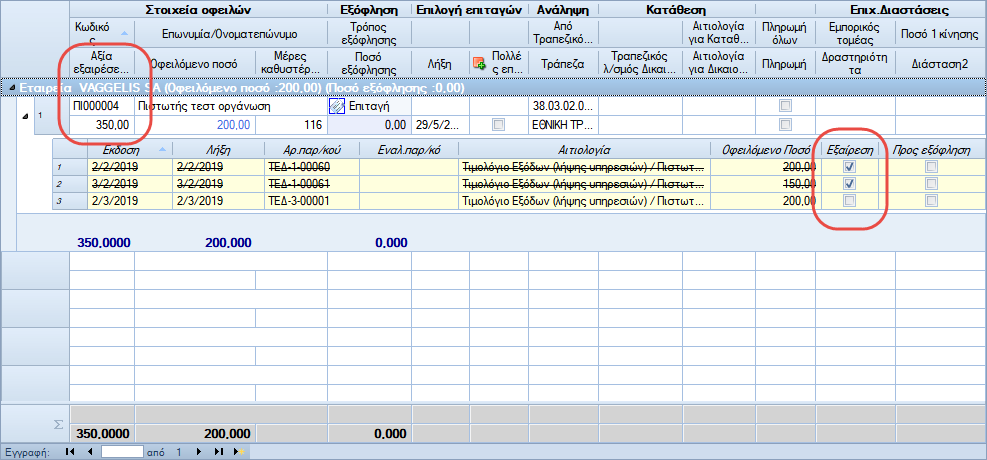 Στοιχεία οφειλών Εξόφληση Επιλογή επιταγών Ανάληψη Κατάθεση Επιχ.Διαστάσεις
Κωδικό ς Επωνυμία/Ονοματεπώνυμο Τρόπος εξόφλησης Από Τραπεζικό... Αιτιολογία για Καταθ... Πληρωμή όλων Εμπορικός τομέας Ποσό 1 κίνησης
Αξία εξαιρέσε... Οφειλόμενο ποσό Μέρες καθυστέρ... Ποσό εξόφλησης Λήξη Πολλέ ς επ... Τράπεζα Τραπεζικός λ/σμός Δικαι... Αιτιολογία για Δικαιο... Πληρωμή Δραστηριότη τα Διάσταση2
Εταιρεία VAGGELIS SA (Οφειλόμενο ποσό :200,00) (Ποσό εξόφλησης :0,00)
1 ΠΙ000004 Πιστωτής τεστ οργάνωση Επιταγή 38.03.02.0...
350,00 200,00 116 0,00 29/5/2... ΕΘΝΙΚΗ ΤΡ...
Έκδοση Λήξη Αρ.παρ/κού Εναλ.παρ/κό Αιτιολογία Οφειλόμενο Ποσό Εξαίρεση Προς εξόφληση
1 2/2/2019 2/2/2019 ΤΕΔ-1-00060 Τιμολόγιο Εξόδων (λήψης υπηρεσιών) / Πιστωτ... 200,00
2 3/2/2019 3/2/2019 ΤΕΔ-1-00061 Τιμολόγιο Εξόδων (λήψης υπηρεσιών) / Πιστωτ... 150,00
3 2/3/2019 2/3/2019 ΤΕΔ-3-00001 Τιμολόγιο Εξόδων (λήψης υπηρεσιών) / Πιστωτ... 200,00
350,0000 200,000 0,000
Σ 350,0000 200,000 0,000
Εγγραφή: από 1